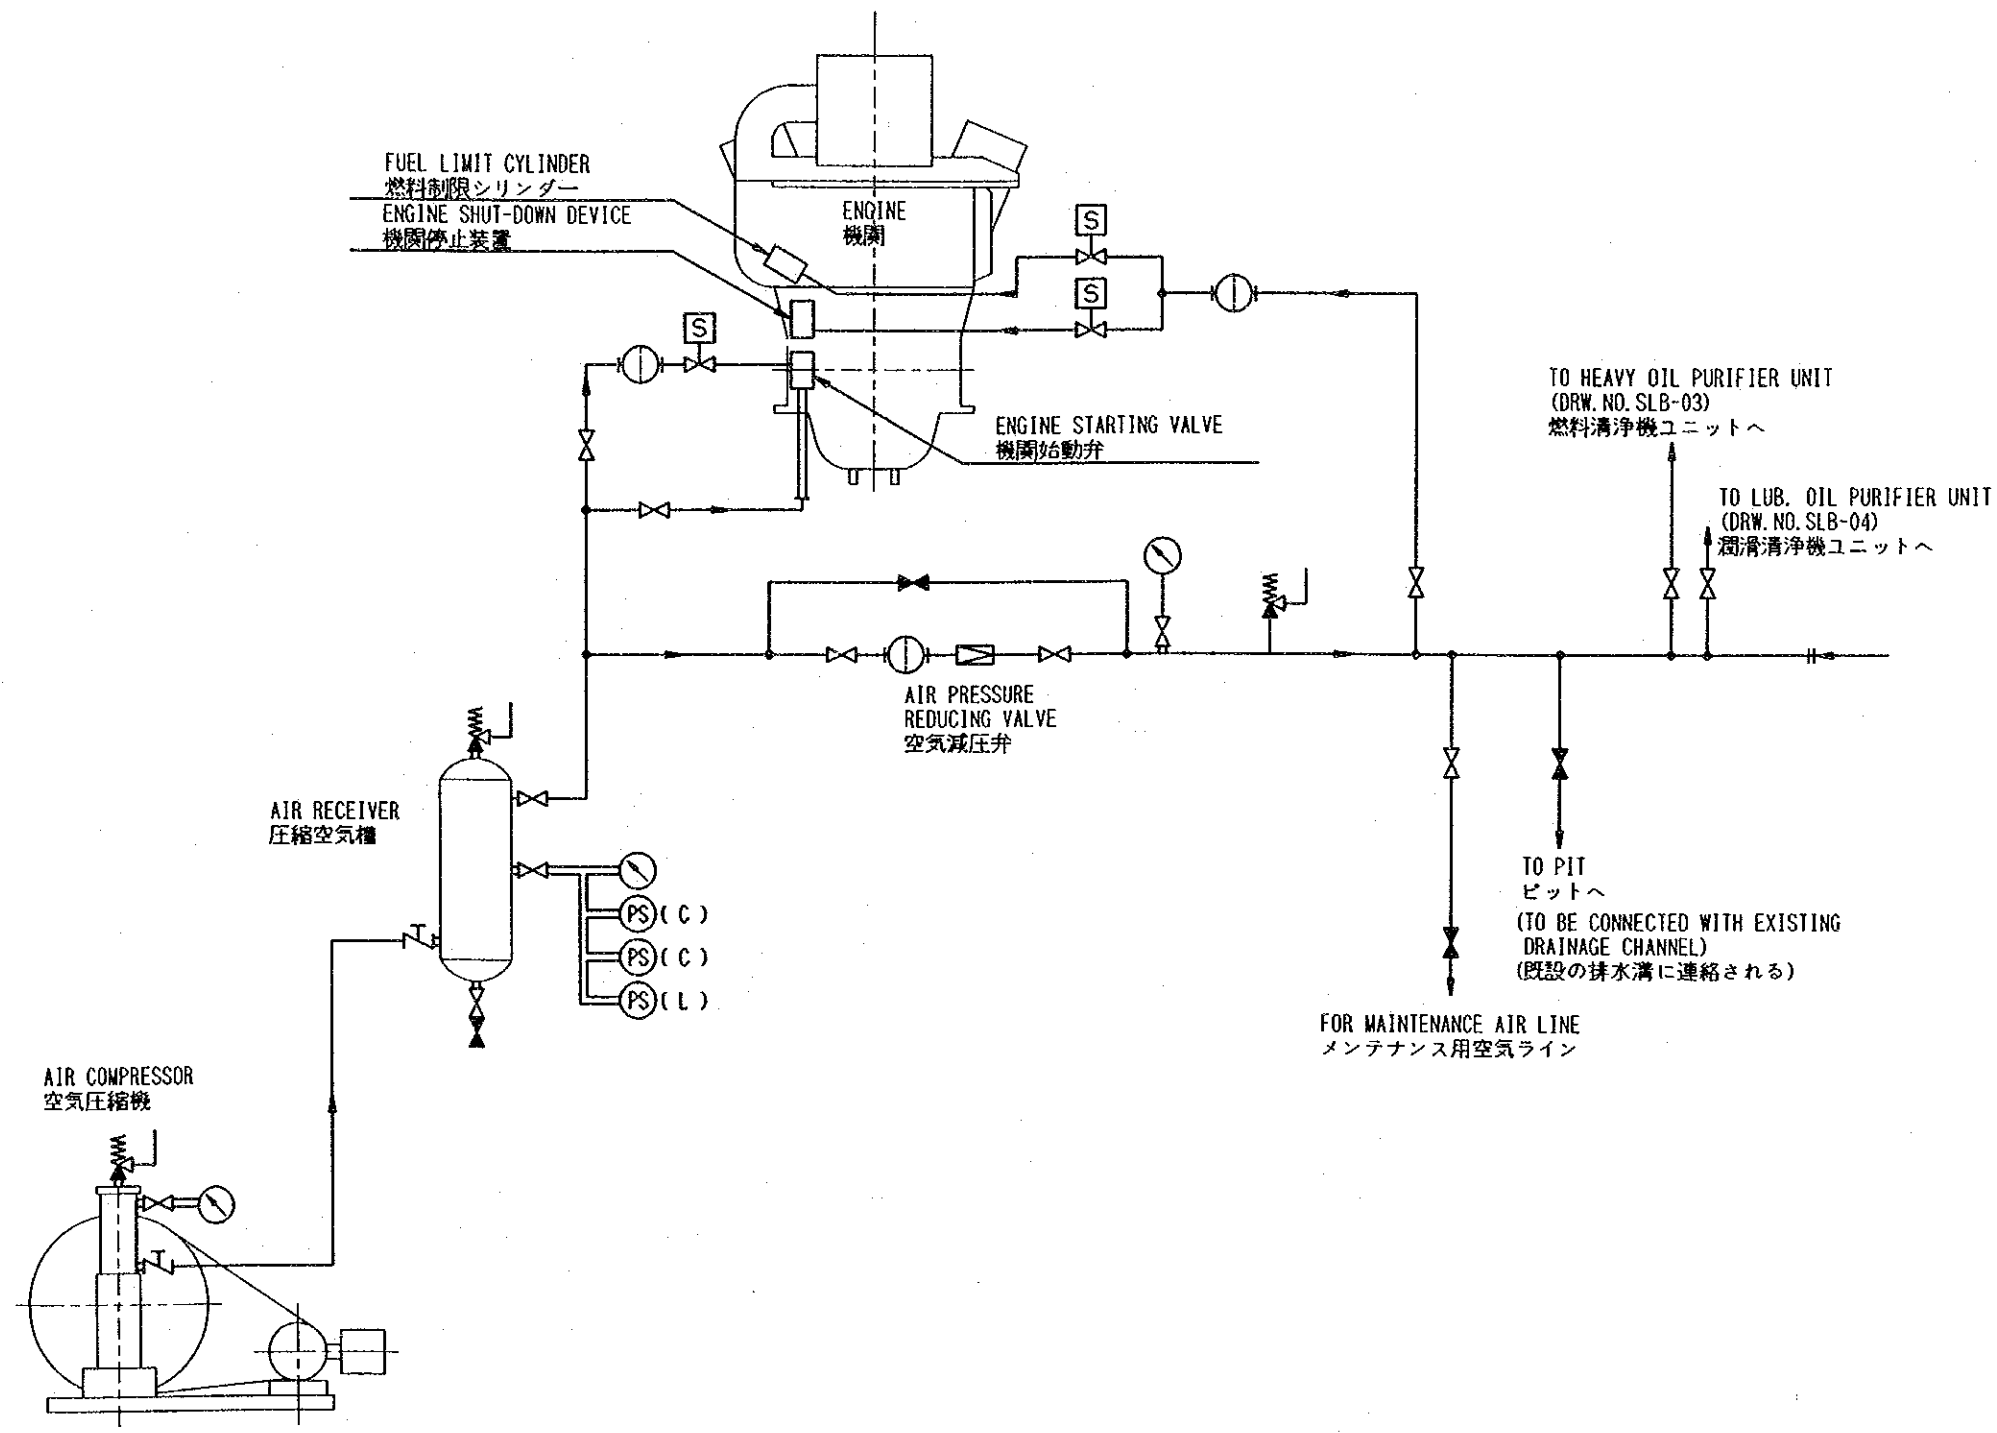 FUEL LIMIT CYLINDER
燃料制限シリンダー
ENGINE SHUT-DOWN DEVICE
機関停止装置
ENGINE
機関
S
S
S
ENGINE STARTING VALVE
機関始動弁
TO HEAVY OIL PURIFIER UNIT
(DRW.NO.SLB-03)
燃料清浄機ユニットへ
TO LUB. OIL PURIFIER UNIT
(DRW.NO.SLB-04)
潤滑清浄機ユニットへ
AIR PRESSURE
REDUCING VALVE
空気減圧弁
AIR RECEIVER
圧縮空気槽
PS(C)
PS(C)
PS(L)
TO PIT
ピットへ
(TO BE CONNECTED WITH EXISTING
DRAINAGE CHANNEL)
(既設の排水溝に連絡される)
FOR MAINTENANCE AIR LINE
メンテナンス用空気ライン
AIR COMPRESSOR
空気圧縮機